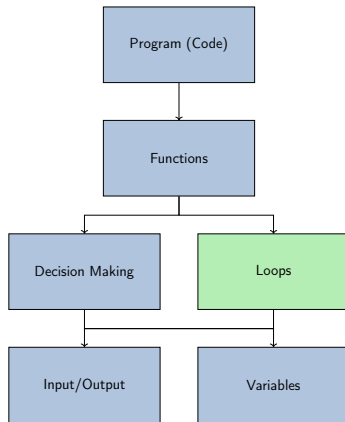 Program (Code)
Functions
Decision Making
Loops
Input/Output
Variables